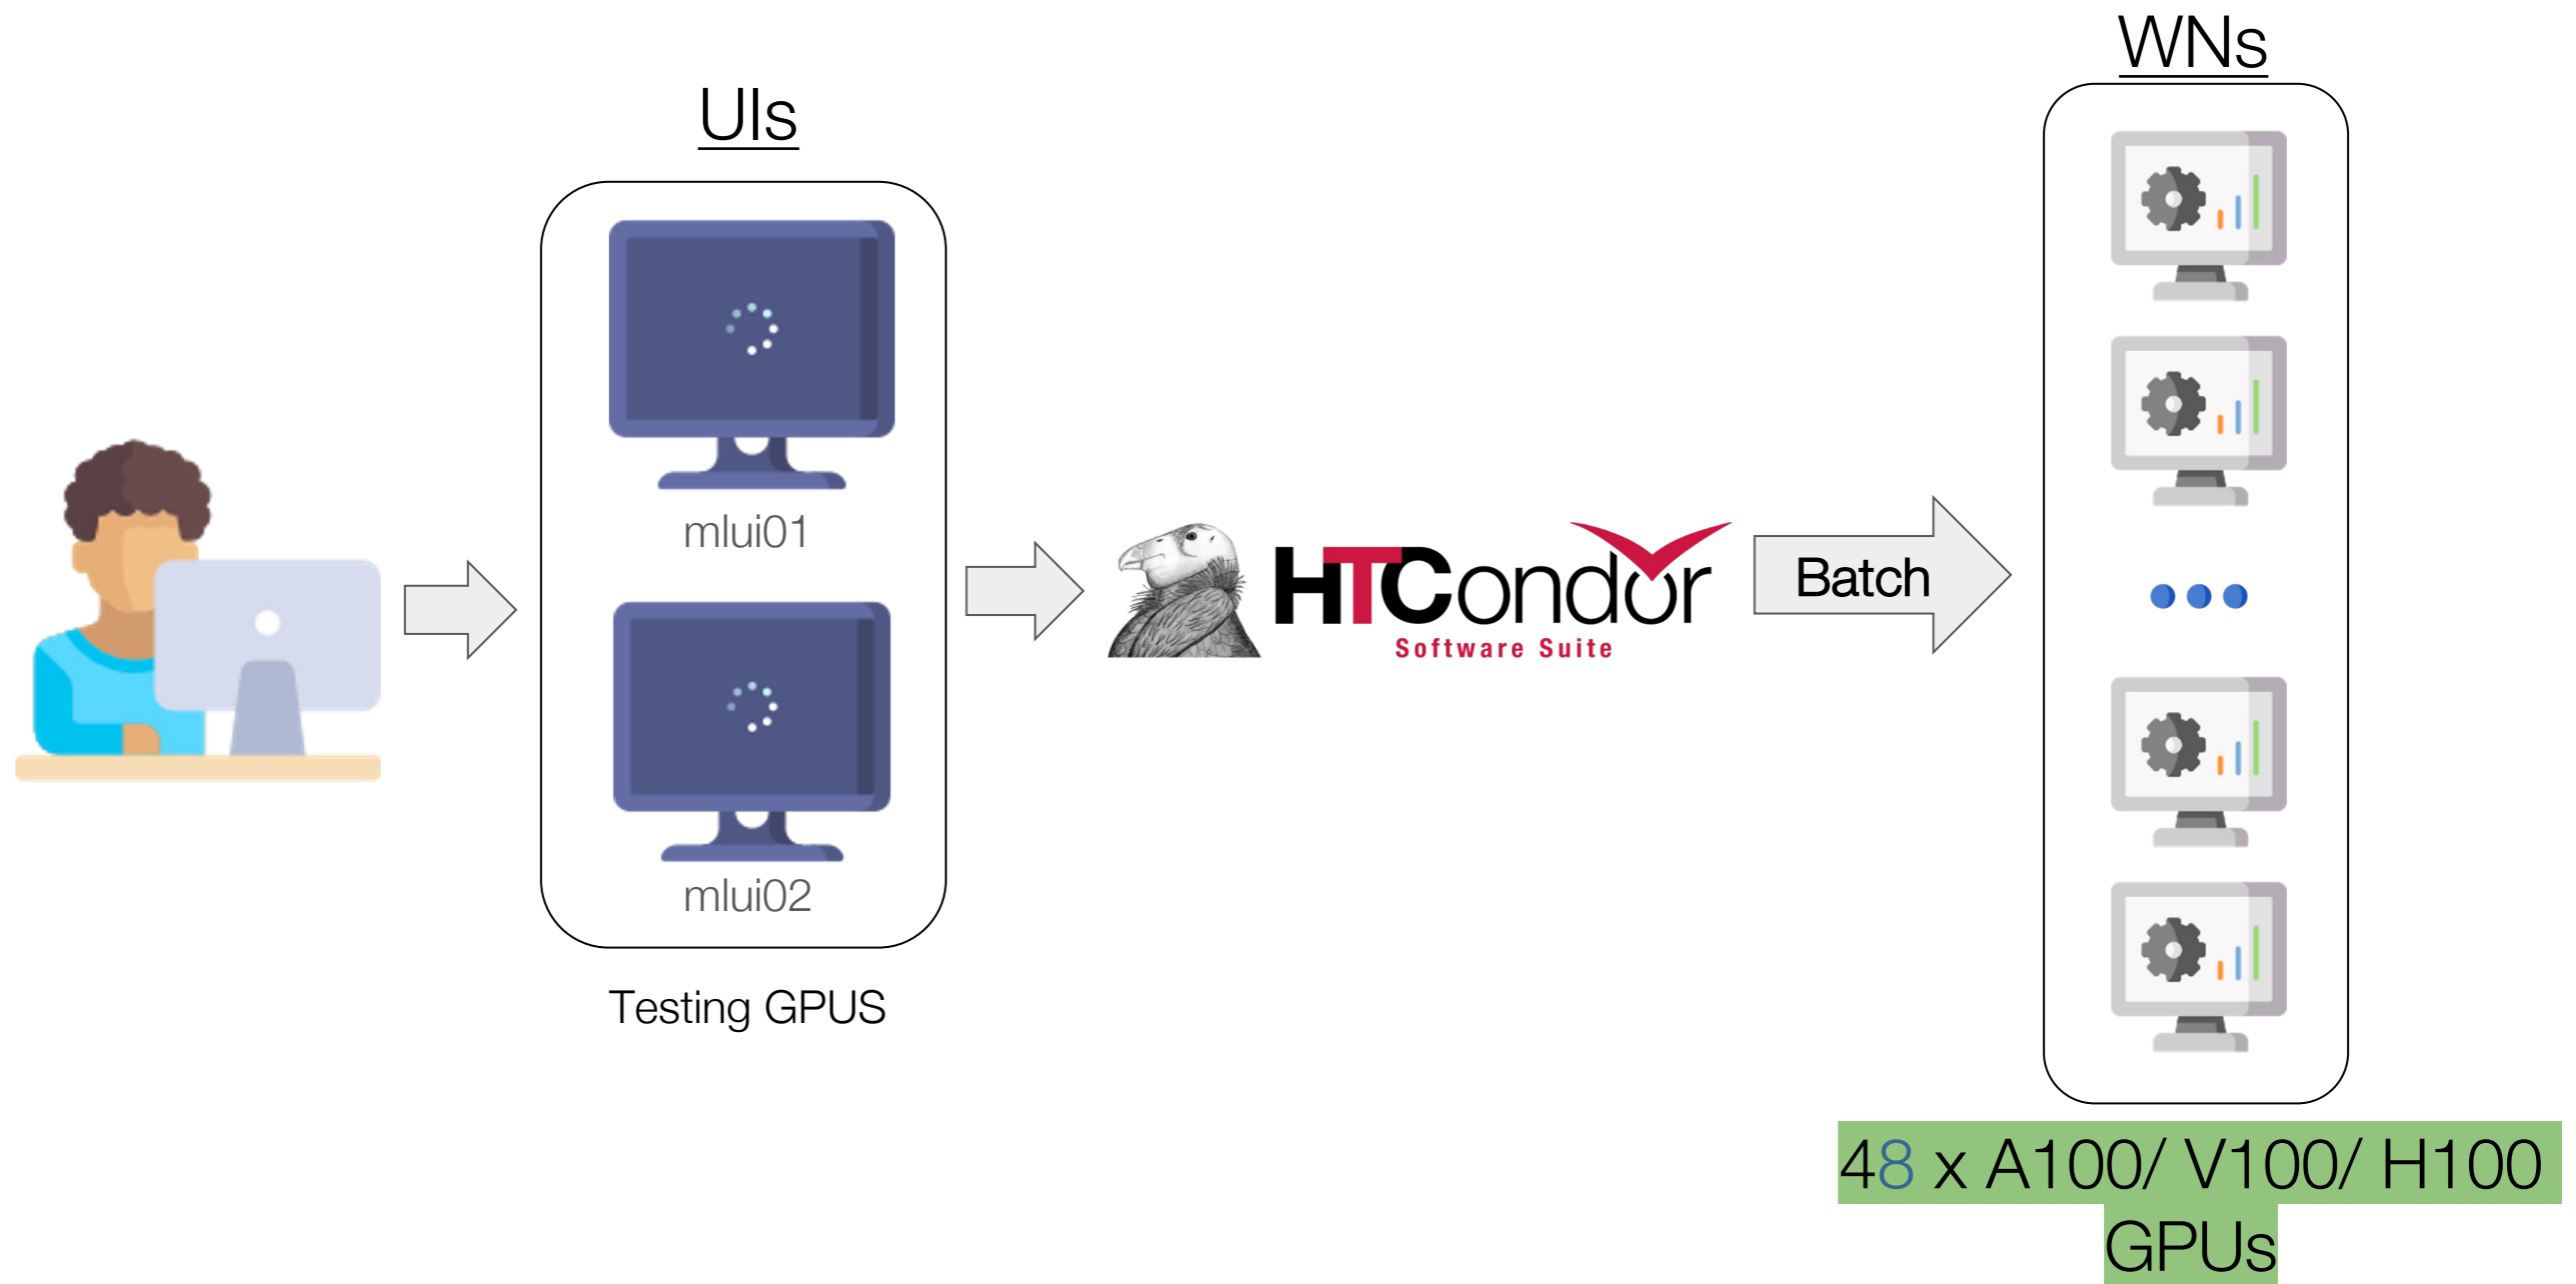 UIs
mlui01
mlui02
Testing GPUS
HTCondor
Software Suite
Batch
WNs
48 x A100/ V100/ H100
GPUs